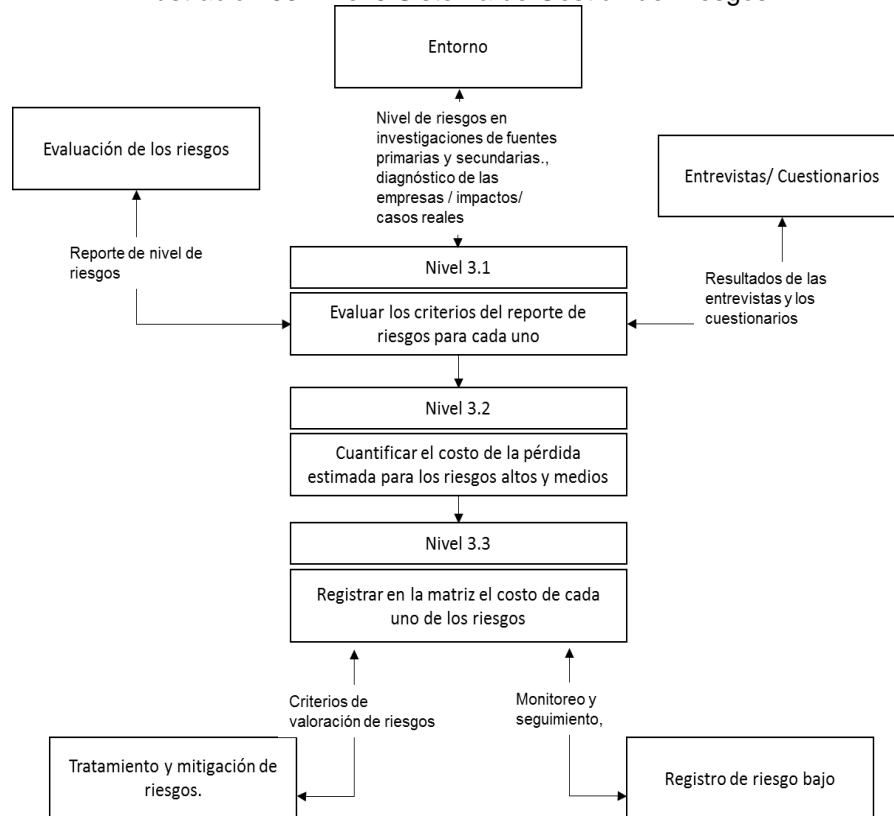 de Gestión de Riesgos
Entorno
Nivel de riesgos en
investigaciones de fuentes
primarias y secundarias.,
diagnóstico de las
empresas / impactos/
casos reales
Evaluación de los riesgos
Entrevistas/ Cuestionarios
Reporte de nivel de
riesgos
Resultados de las
entrevistas y los
cuestionarios
Nivel 3.1
Evaluar los criterios del reporte de
riesgos para cada uno
Nivel 3.2
Cuantificar el costo de la pérdida
estimada para los riesgos altos y medios
Nivel 3.3
Registrar en la matriz el costo de cada
uno de los riesgos
Criterios de
valoración de riesgos
Monitoreo y
seguimiento,
Tratamiento y mitigación de
riesgos.
Registro de riesgo bajo